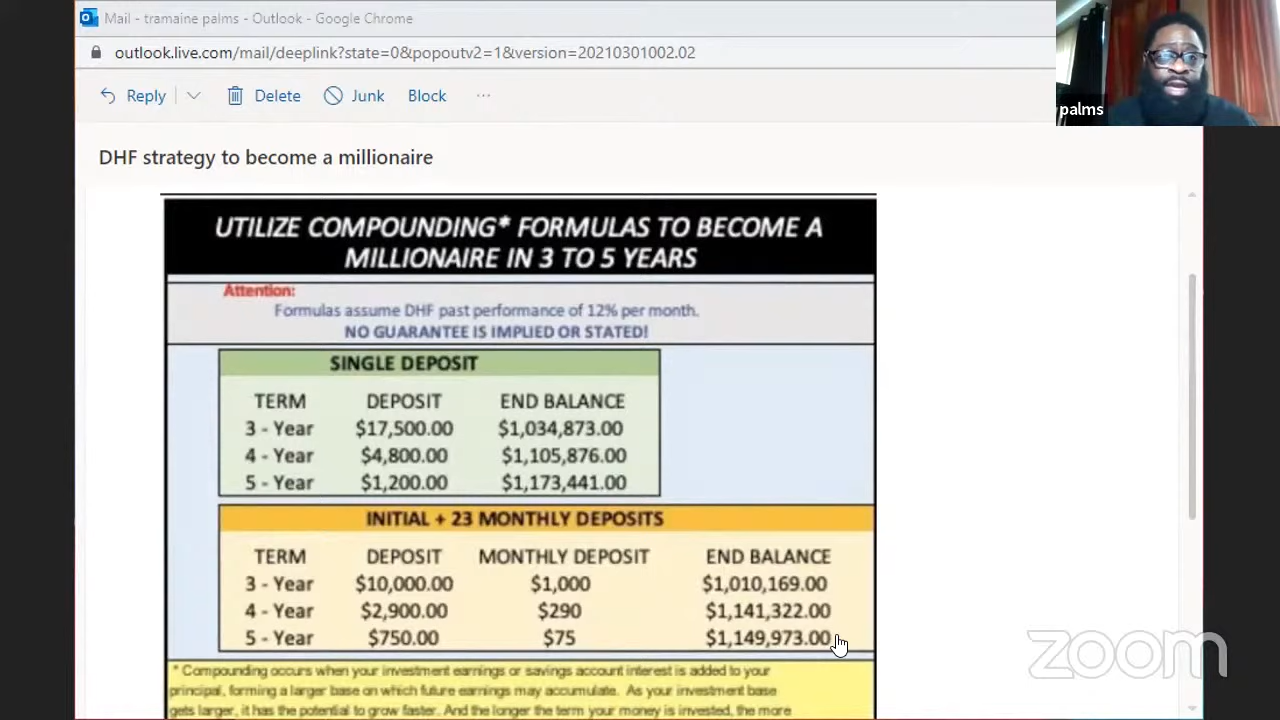 Mail - tramaine palms - Outlook - Google Chrome
outlook.live.com/mail/deeplink?state=0&popoutv2=1&version=20210301002.02
Reply Delete Junk Block ...
palms
DHF strategy to become a millionaire
UTILIZE COMPOUNDING* FORMULAS TO BECOME A
MILLIONAIRE IN 3 TO 5 YEARS
Attention:
Formulas assume DHF past performance of 12% per month.
NO GUARANTEE IS IMPLIED OR STATED!
SINGLE DEPOSIT
TERM DEPOSIT END BALANCE
3 - Year $17,500.00 $1,034,873.00
4 - Year $4,800.00 $1,105,876.00
5 - Year $1,200.00 $1,173,441.00
INITIAL + 23 MONTHLY DEPOSITS
TERM DEPOSIT MONTHLY DEPOSIT END BALANCE
3 - Year $10,000.00 $1,000 $1,010,169.00
4 - Year $2,900.00 $290 $1,141,322.00
5 - Year $750.00 $75 $1,149,973.00
* Compounding occurs when your investment earnings or savings account interest is added to your
principal, forming a larger base on which future earnings may accumulate. As your investment base
gets larger, it has the potential to grow faster. And the longer the term your money is invested, the more
zoom